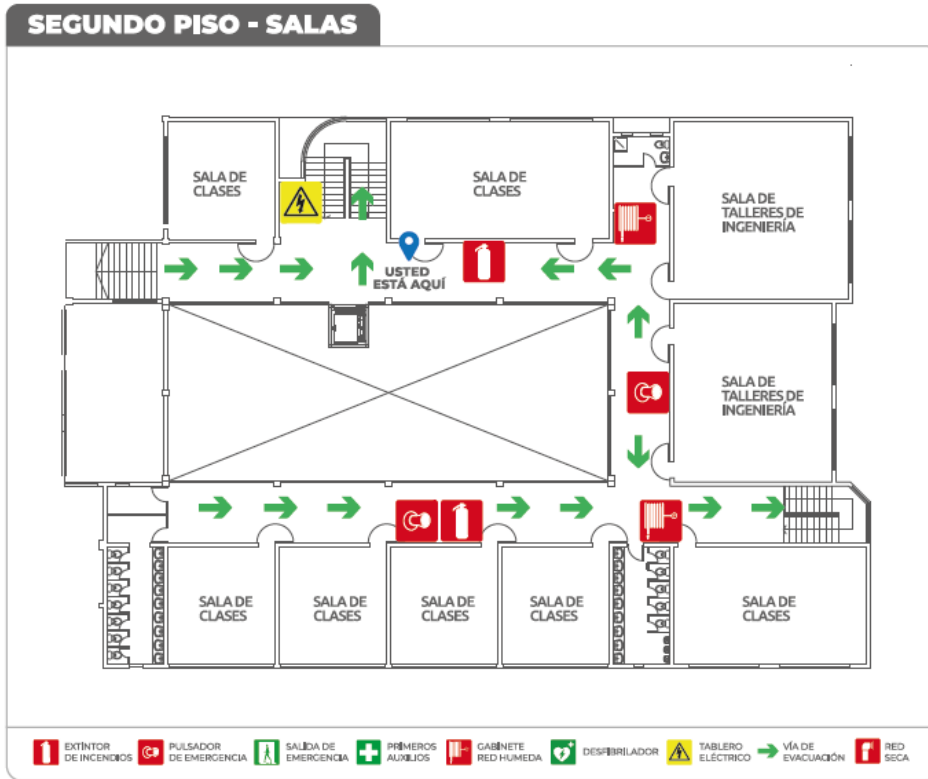 SEGUNDO PISO - SALAS
SALA DE
CLASES
SALA DE
CLASES
SALA DE
TALLERES DE
INGENIERÍA
USTED
ESTÁ AQUÍ
SALA DE
TALLERES DE
INGENIERÍA
SALA DE
CLASES
SALA DE
CLASES
SALA DE
CLASES
SALA DE
CLASES
SALA DE
CLASES
EXTINTOR
DE INCENDIOS
PULSADOR
DE EMERGENCIA
SALIDA DE
EMERGENCIA
PRIMEROS
AUXILIOS
GABINETE
RED HUMEDA
DESFIBRILADOR
TABLERO
ELÉCTRICO
VÍA DE
EVACUACIÓN
RED
SECA